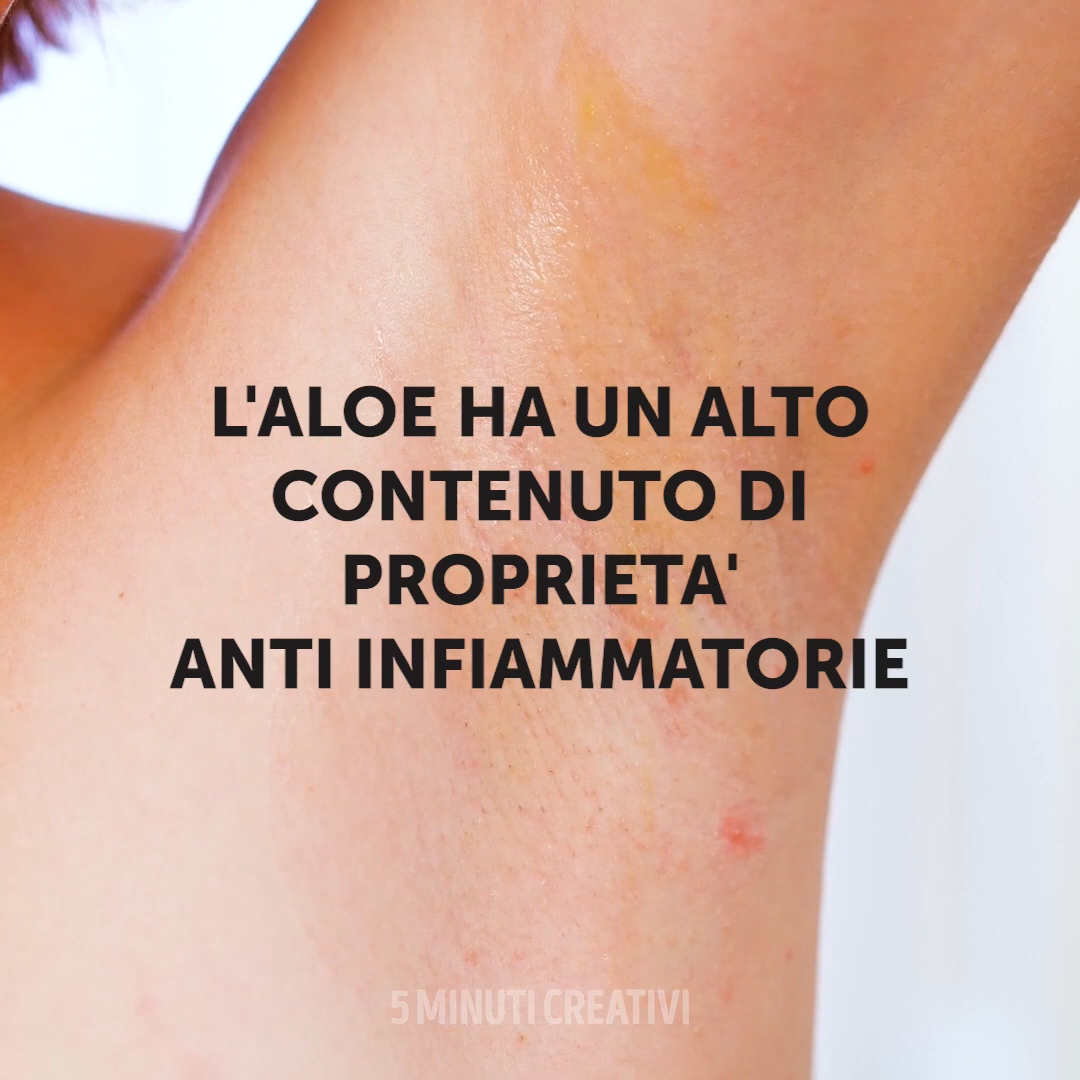 L'ALOE HA UN ALTO
CONTENUTO DI
PROPRIETA'
ANTI INFIAMMATORIE
5 MINUTI CREATIVI